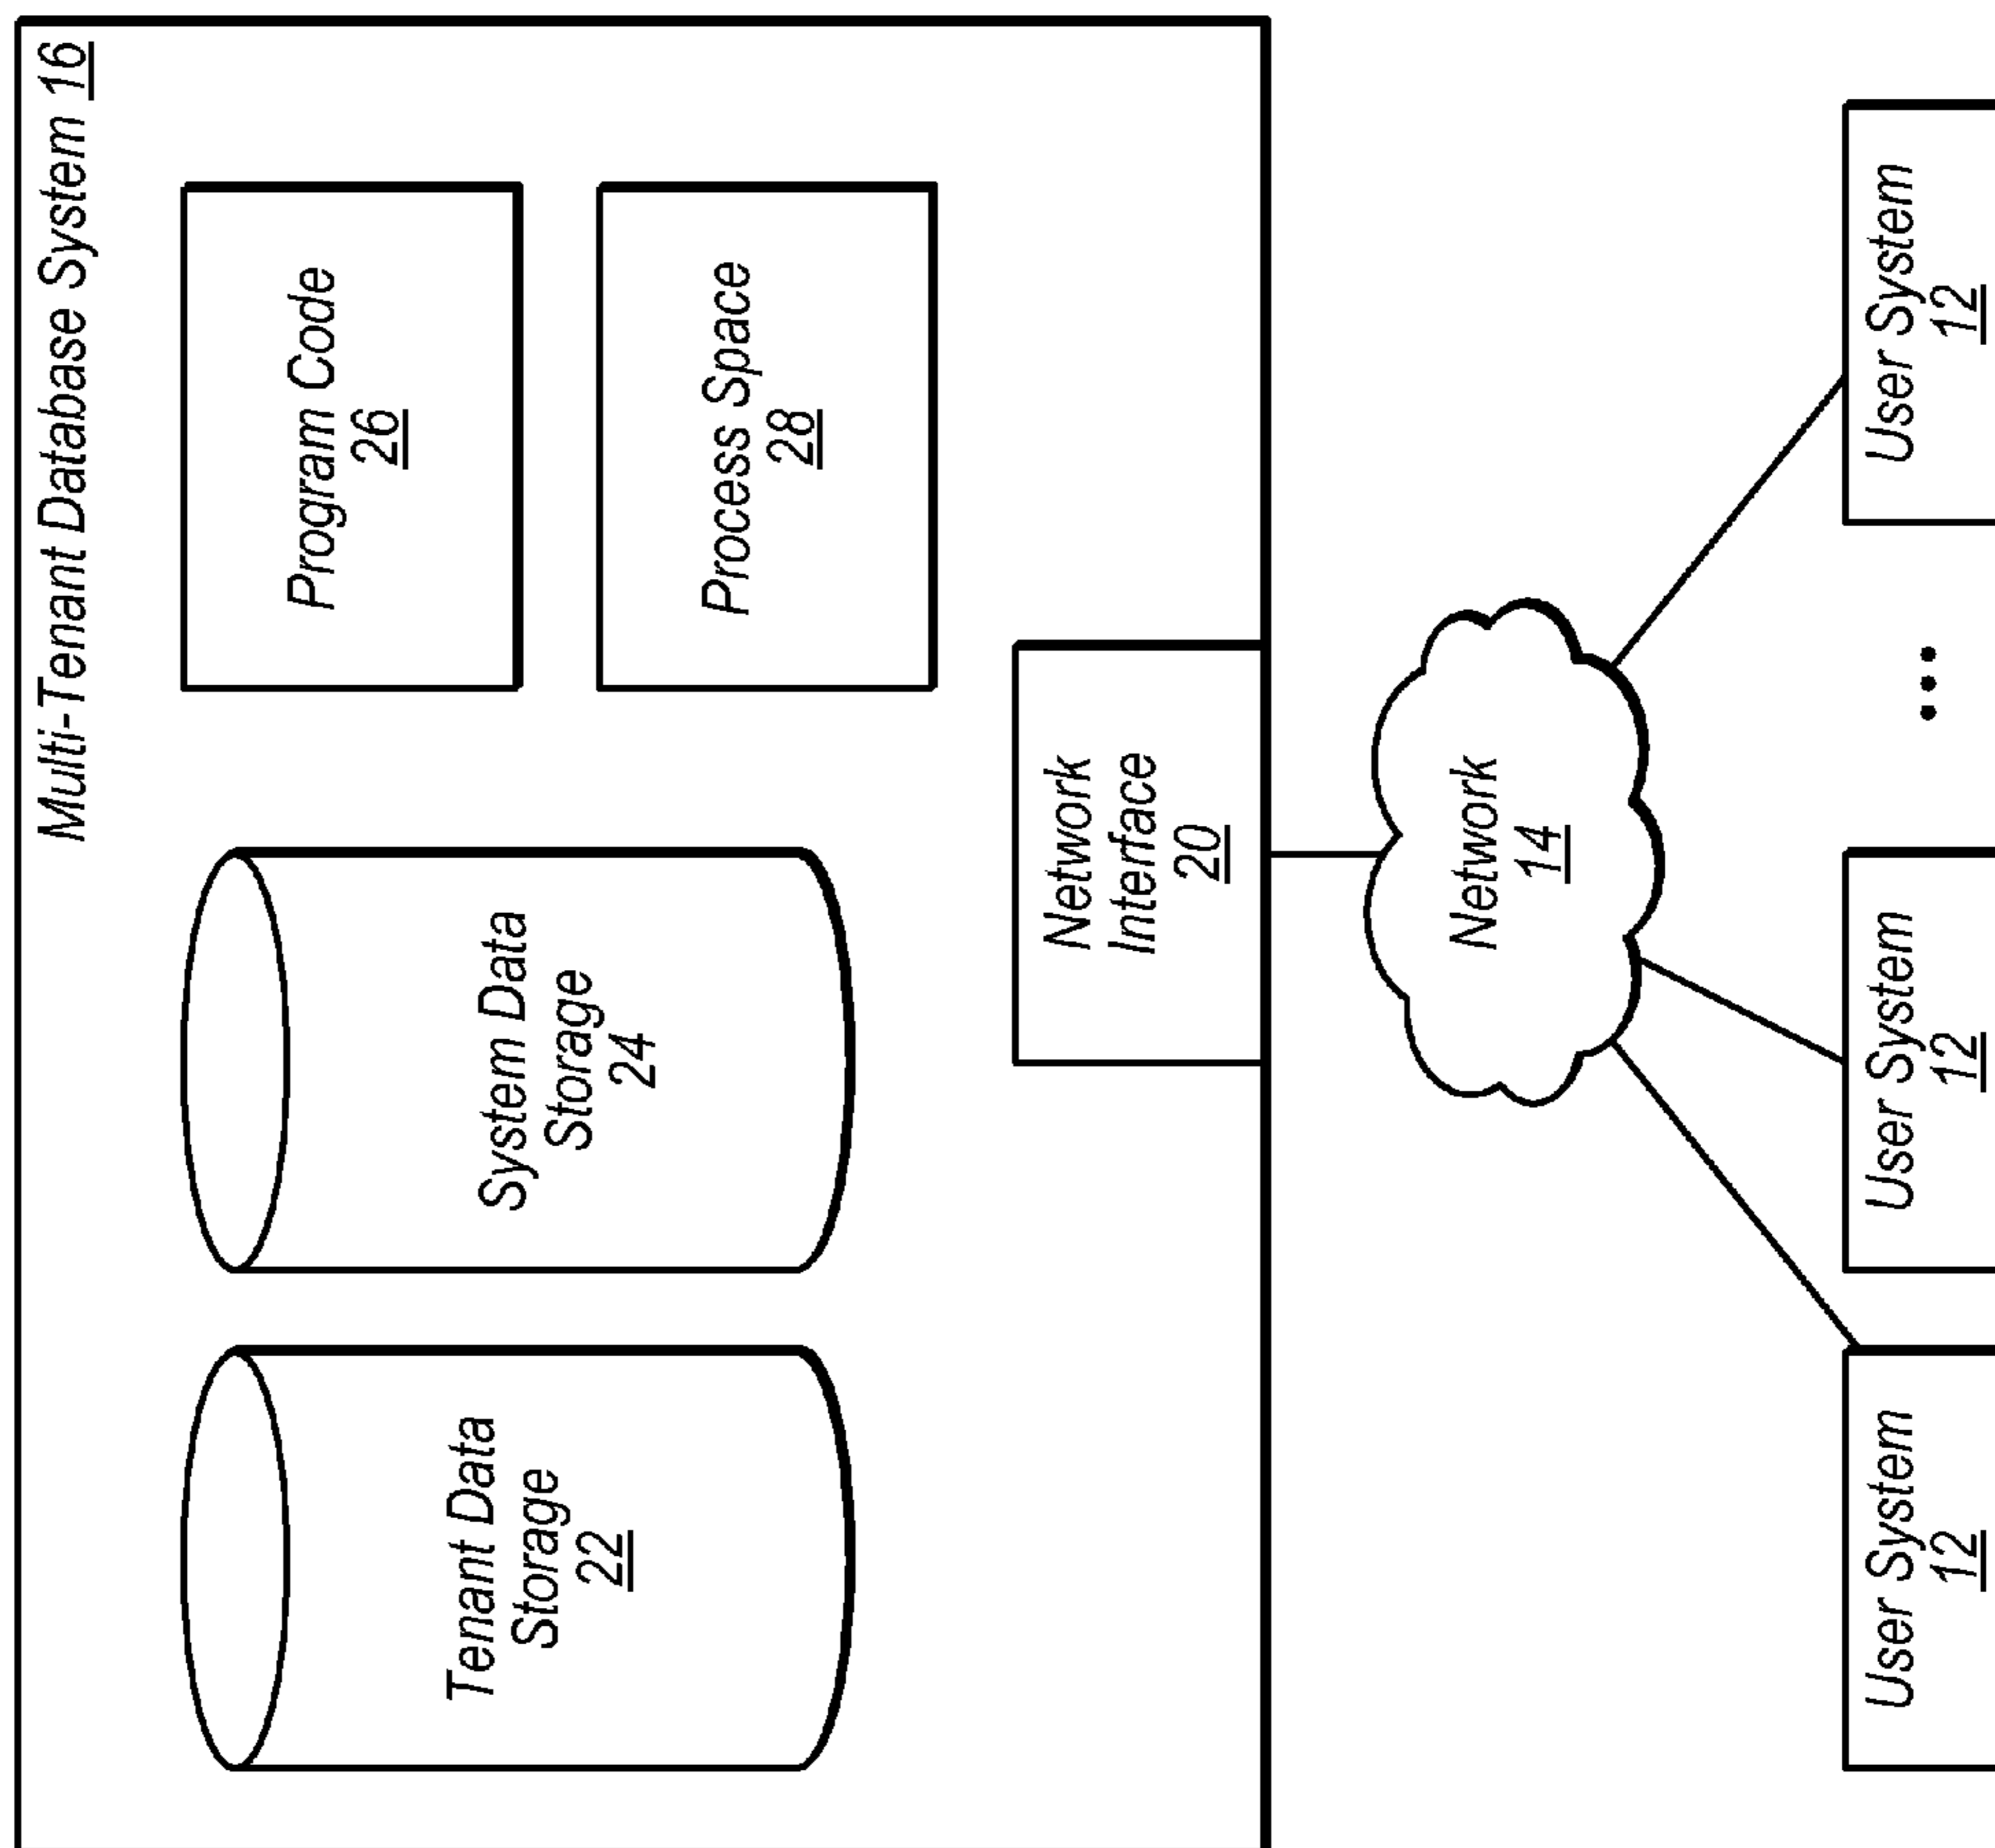 Multi-Tenant Database System 16
Tenant Data
Storage
22
System Data
Storage
24
Program Code
26
Process Space
28
Network
Interface
20
Network
14
User System
12
User System
12
...
User System
12